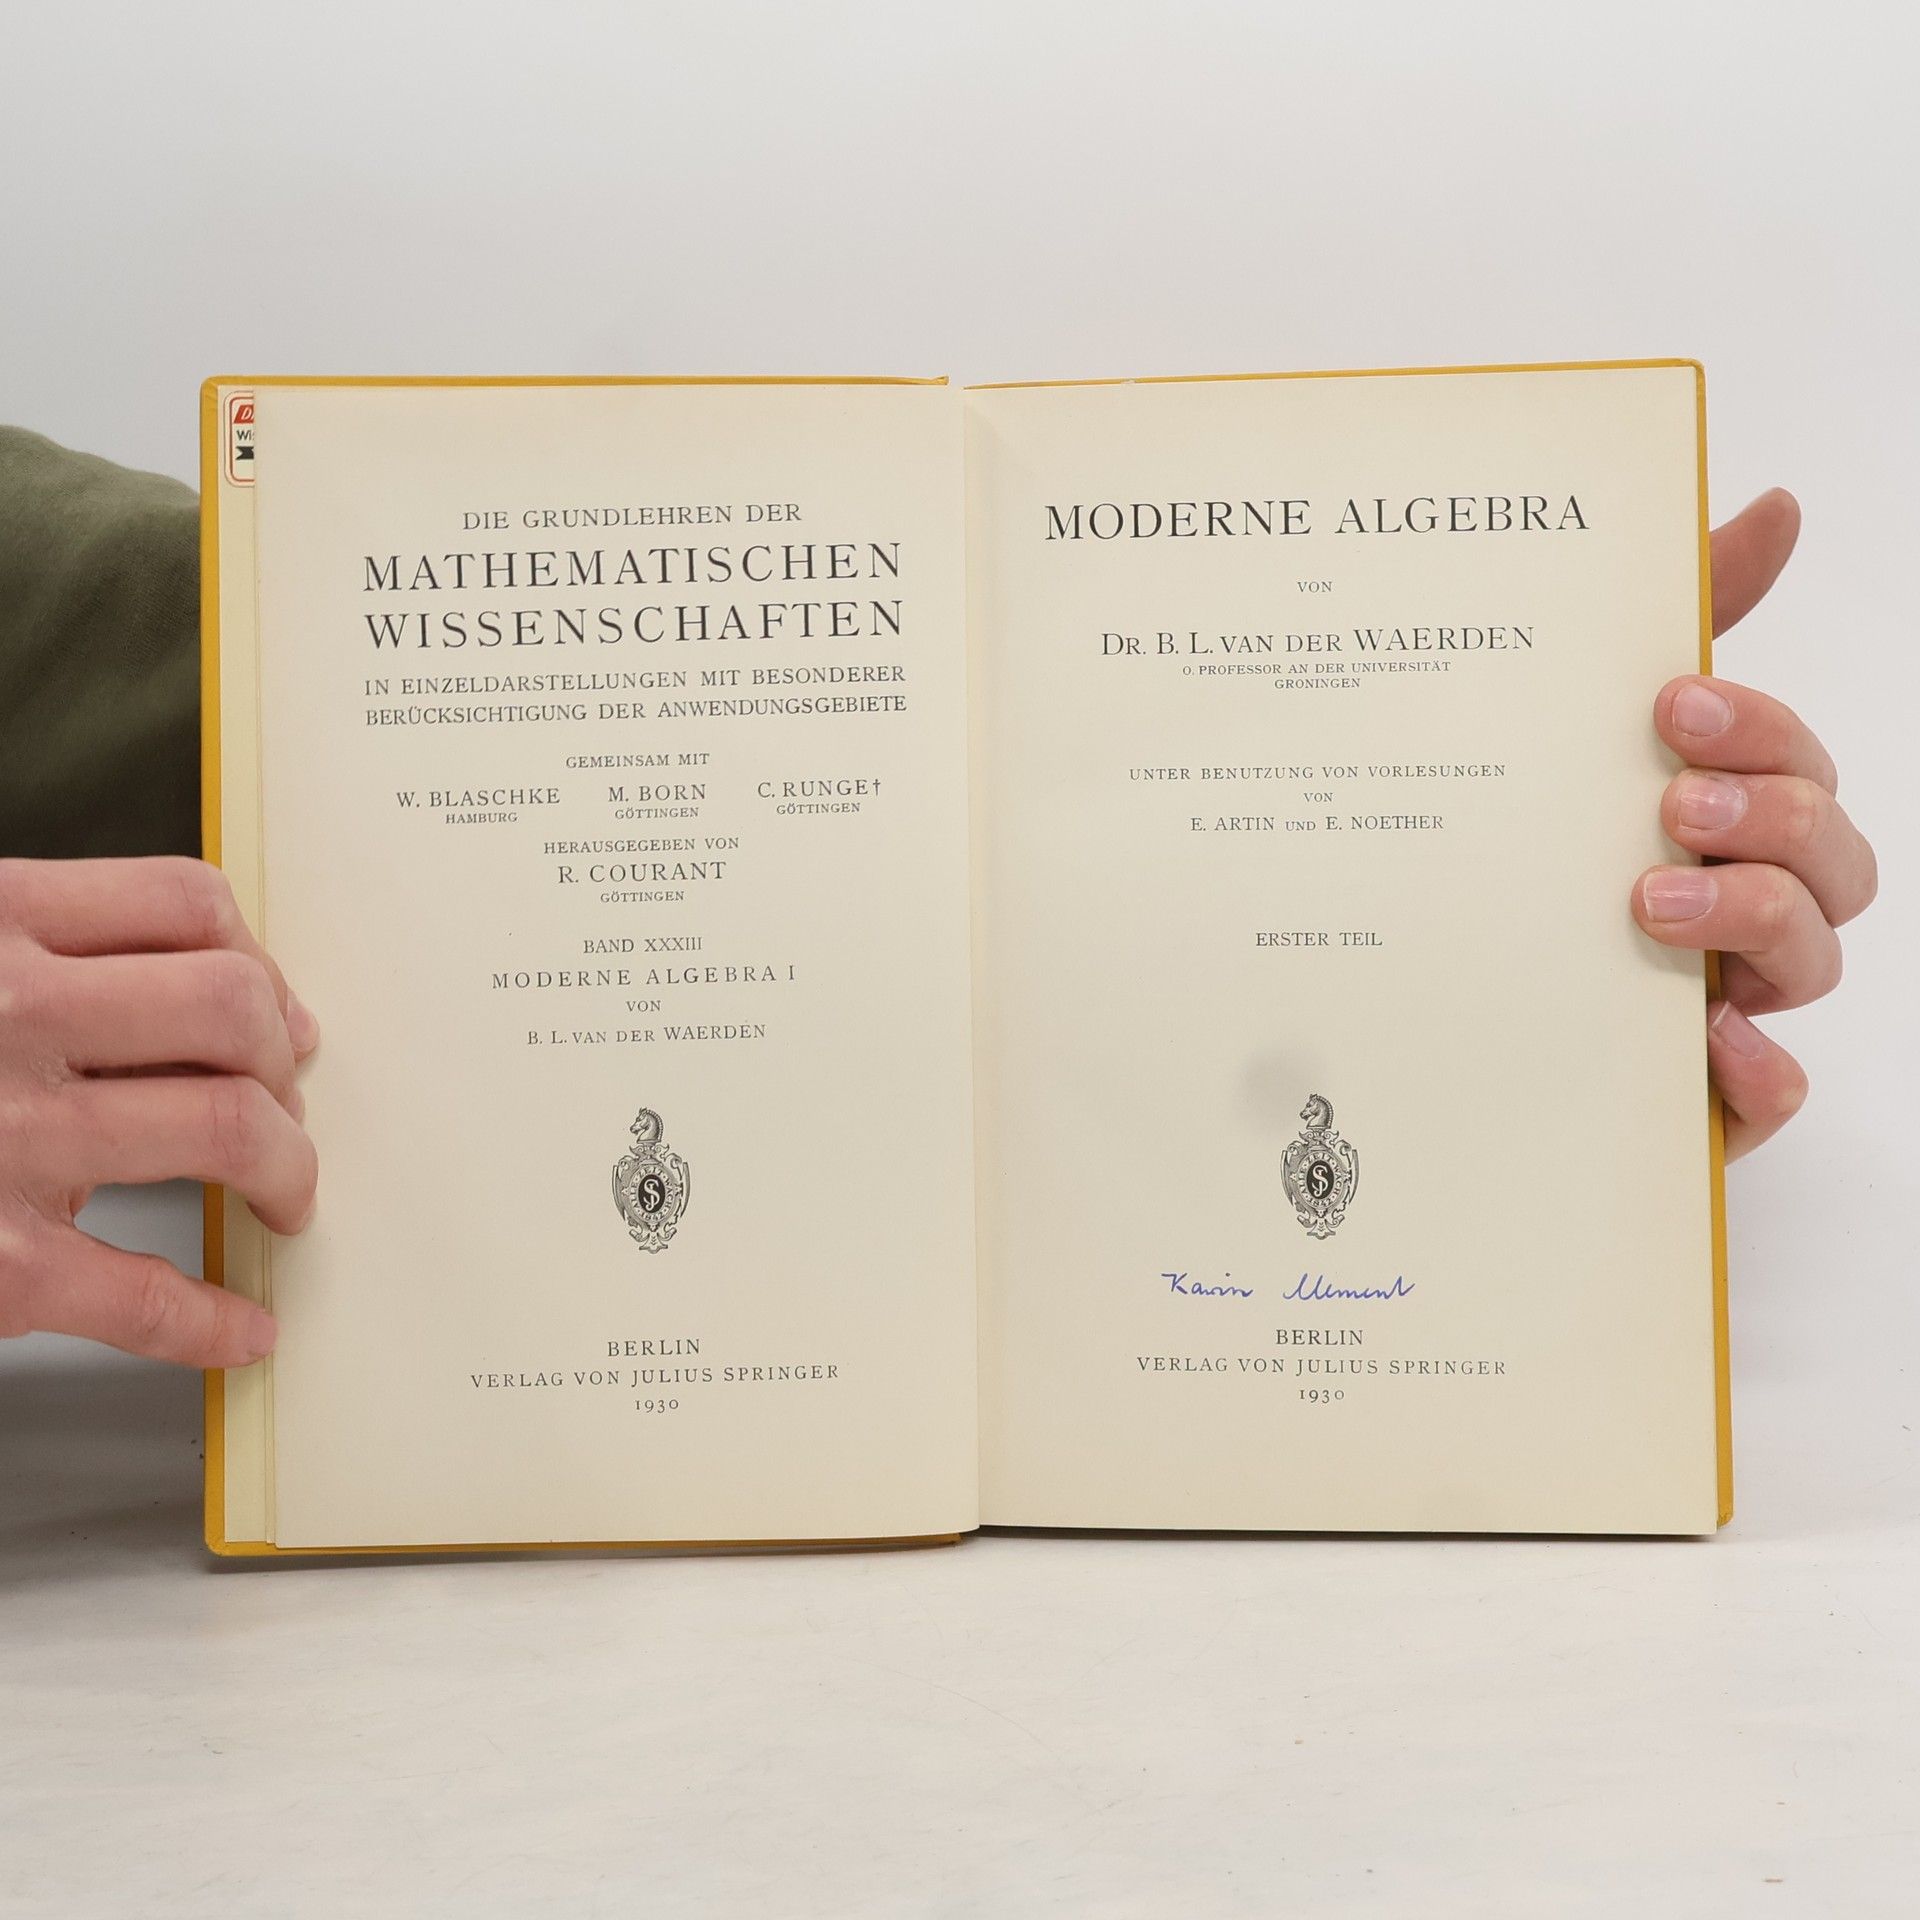 DIE GRUNDLEHREN DER
MATHEMATISCHEN
WISSENSCHAFTEN
IN EINZELDARSTELLUNGEN MIT BESONDERER
BERÜCKSICHTIGUNG DER ANWENDUNGSGEBIETE
GEMEINSAM MIT
W. BLASCHKE M. BORN C. RUNGE†
HAMBURG GÖTTINGEN GÖTTINGEN
HERAUSGEGEBEN VON
R. COURANT
GÖTTINGEN
BAND XXXIII
MODERNE ALGEBRA I
VON
B. L. VAN DER WAERDEN
BERLIN
VERLAG VON JULIUS SPRINGER
1930
MODERNE ALGEBRA
VON
DR. B. L. VAN DER WAERDEN
O. PROFESSOR AN DER UNIVERSITÄT
GRONINGEN
UNTER BENUTZUNG VON VORLESUNGEN
VON
E. ARTIN UND E. NOETHER
ERSTER TEIL
Karin
BERLIN
VERLAG VON JULIUS SPRINGER
1930